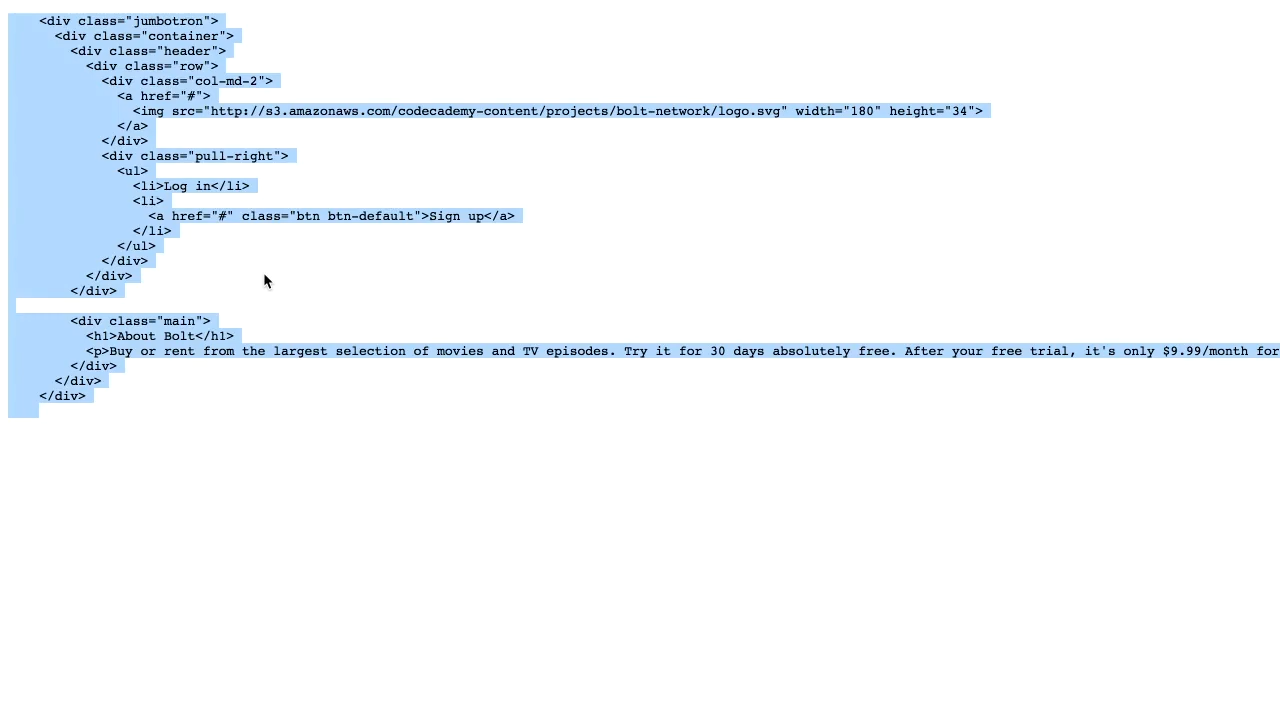 <div class="jumbotron">
<div class="container">
<div class="header">
<div class="row">
<div class="col-md-2">
<a href="#">
<img src="http://s3.amazonaws.com/codecademy-content/projects/bolt-network/logo.svg" width="180" height="34">
</a>
</div>
<div class="pull-right">
<ul>
<li>Log in</li>
<li>
<a href="#" class="btn btn-default">Sign up</a>
</li>
</ul>
</div>
</div>
</div>
<div class="main">
<h1>About Bolt</h1>
<p>Buy or rent from the largest selection of movies and TV episodes. Try it for 30 days absolutely free. After your free trial, it's only $9.99/month for
</div>
</div>
</div>